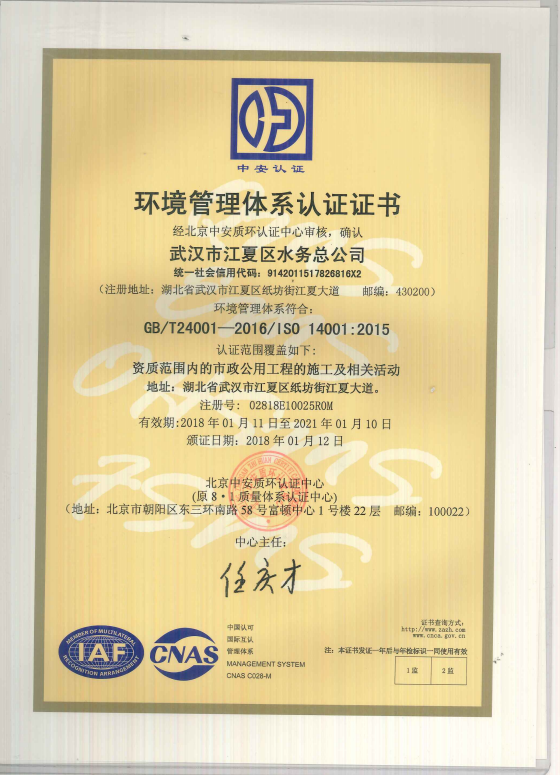 中安认证
环境管理体系认证证书
经北京中安质环认证中心审核，确认
武汉市江夏区水务总公司
统一社会信用代码：9142011517826816X2
（注册地址：湖北省武汉市江夏区纸坊街江夏大道 邮编：430200）
环境管理体系符合：
GB/T24001—2016/ISO 14001:2015
认证范围覆盖如下：
资质范围内的市政公用工程的施工及相关活动
地址：湖北省武汉市江夏区纸坊街江夏大道。
注册号：02818E10025R0M
有效期:2018 年 01 月 11 日至 2021 年 01 月 10 日
颁证日期：2018 年 01 月 12 日
北京中安质环认证中心
(原 8·1 质量体系认证中心)
（地址：北京市朝阳区东三环南路 58 号富顿中心 1 号楼 22 层 邮编：100022）
中心主任：
任庆才
MEMBER OF MULTILATERAL
IAF
RECOGNITION ARRANGEMENT
CNAS
中国认可
国际互认
管理体系
MANAGEMENT SYSTEM
CNAS C028-M
证书查询方式：
http://www.zazh.com
www.cnca.gov.cn
注：本证书发证一年后与年检标识一同使用有效
1 监 2 监